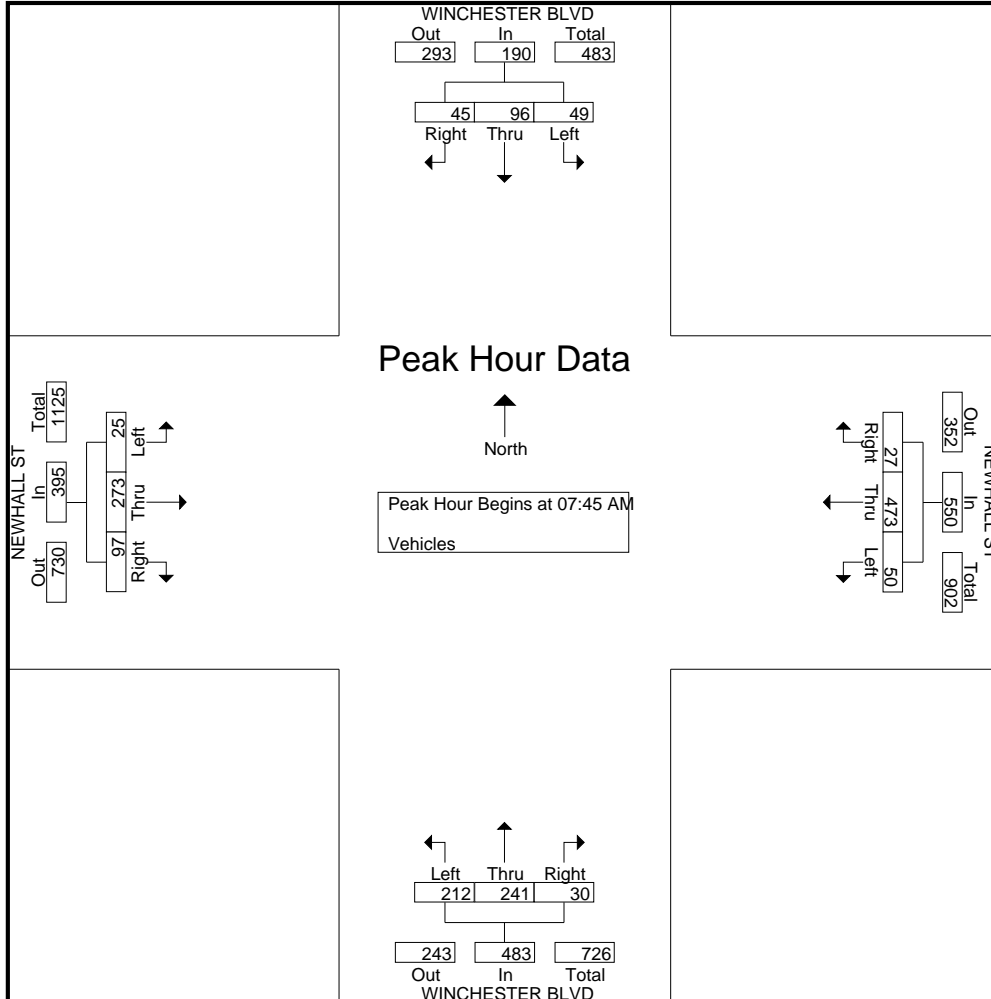 WINCHESTER BLVD
Out In Total
293 190 483
45 96 49
Right Thru Left
Peak Hour Data
North
Peak Hour Begins at 07:45 AM
Vehicles
NEWHALL ST
Total In Out
1125 395 730
25 273 97
Left Thru Right
NEWHALL ST
Out In Total
352 550 902
27 473 50
Right Thru Left
Left Thru Right
212 241 30
243 483 726
Out In Total
WINCHESTER BLVD